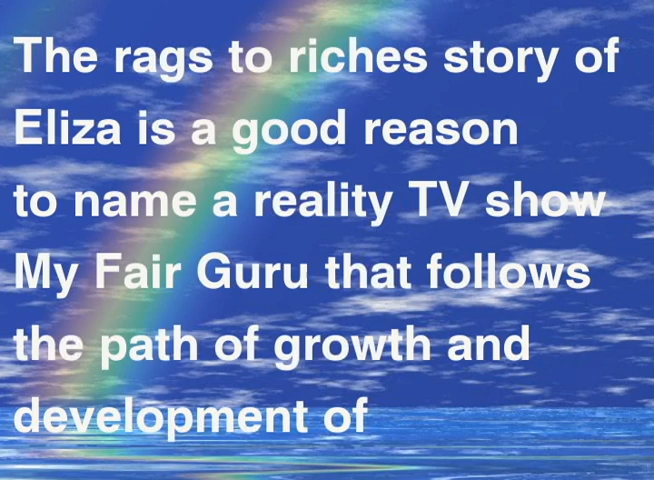 The rags to riches story of
Eliza is a good reason
to name a reality TV show
My Fair Guru that follows
the path of growth and
development of